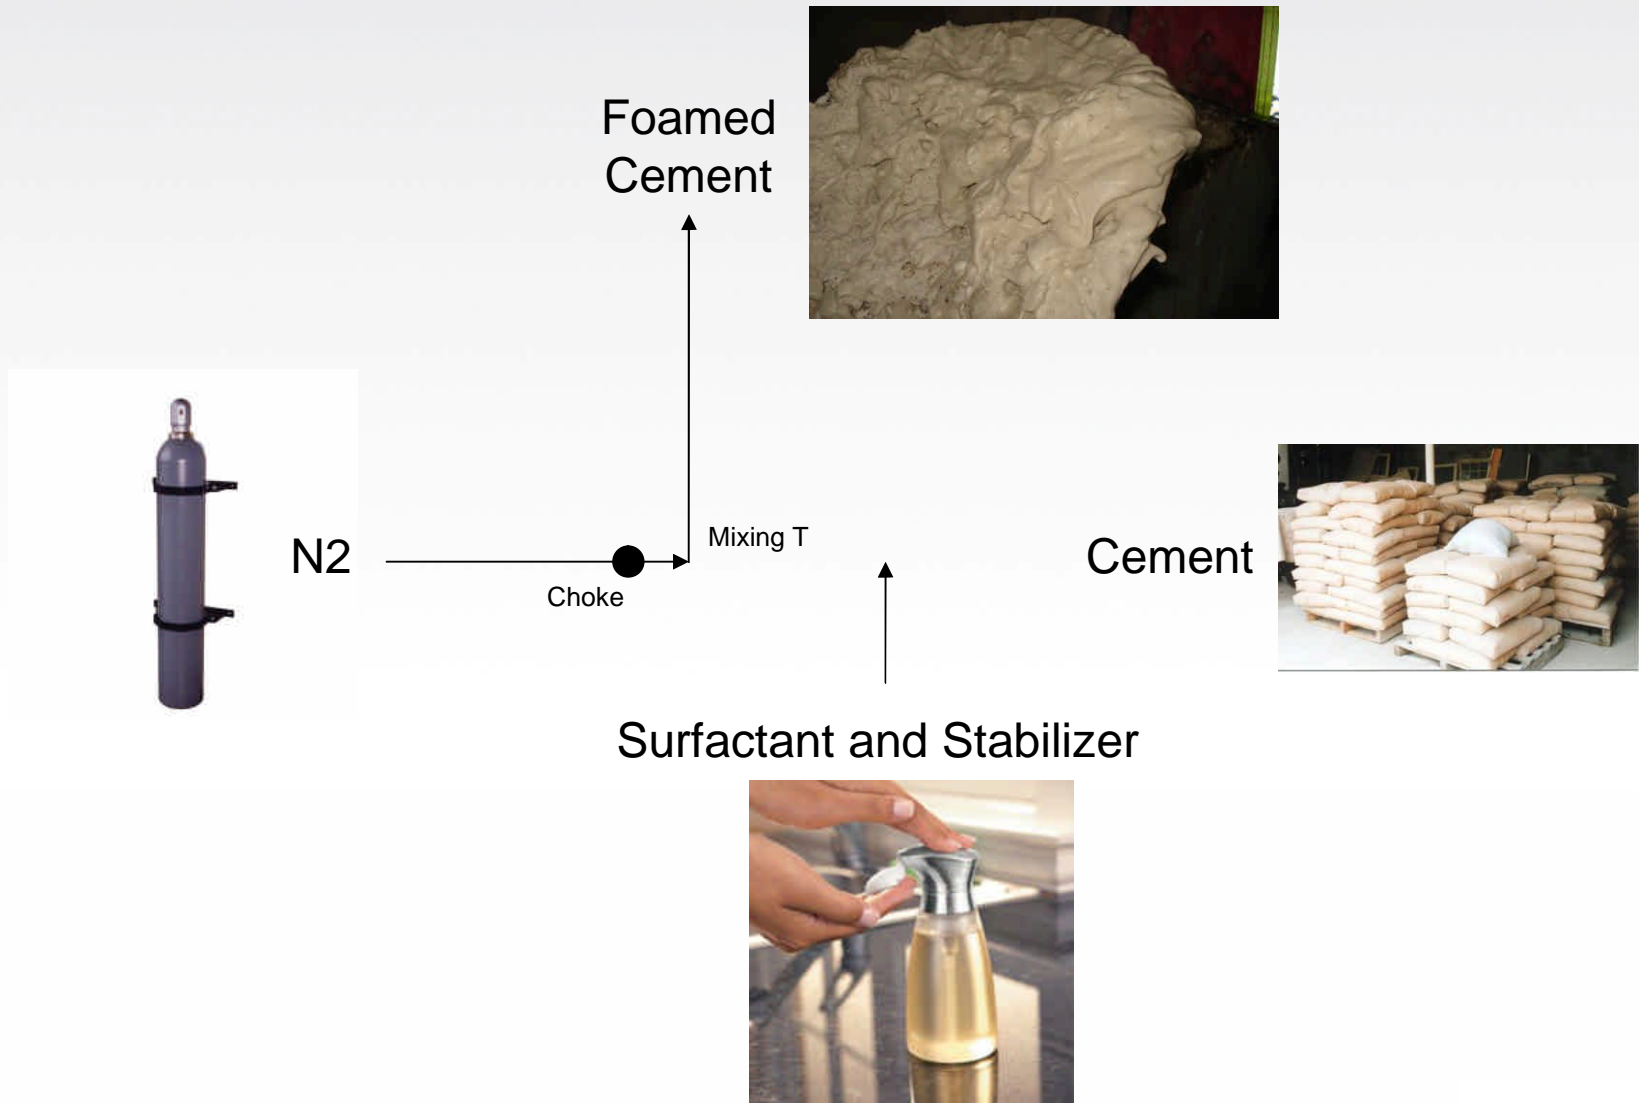 Foamed
Cement
Mixing T
N2
Cement
Choke
Surfactant and Stabilizer